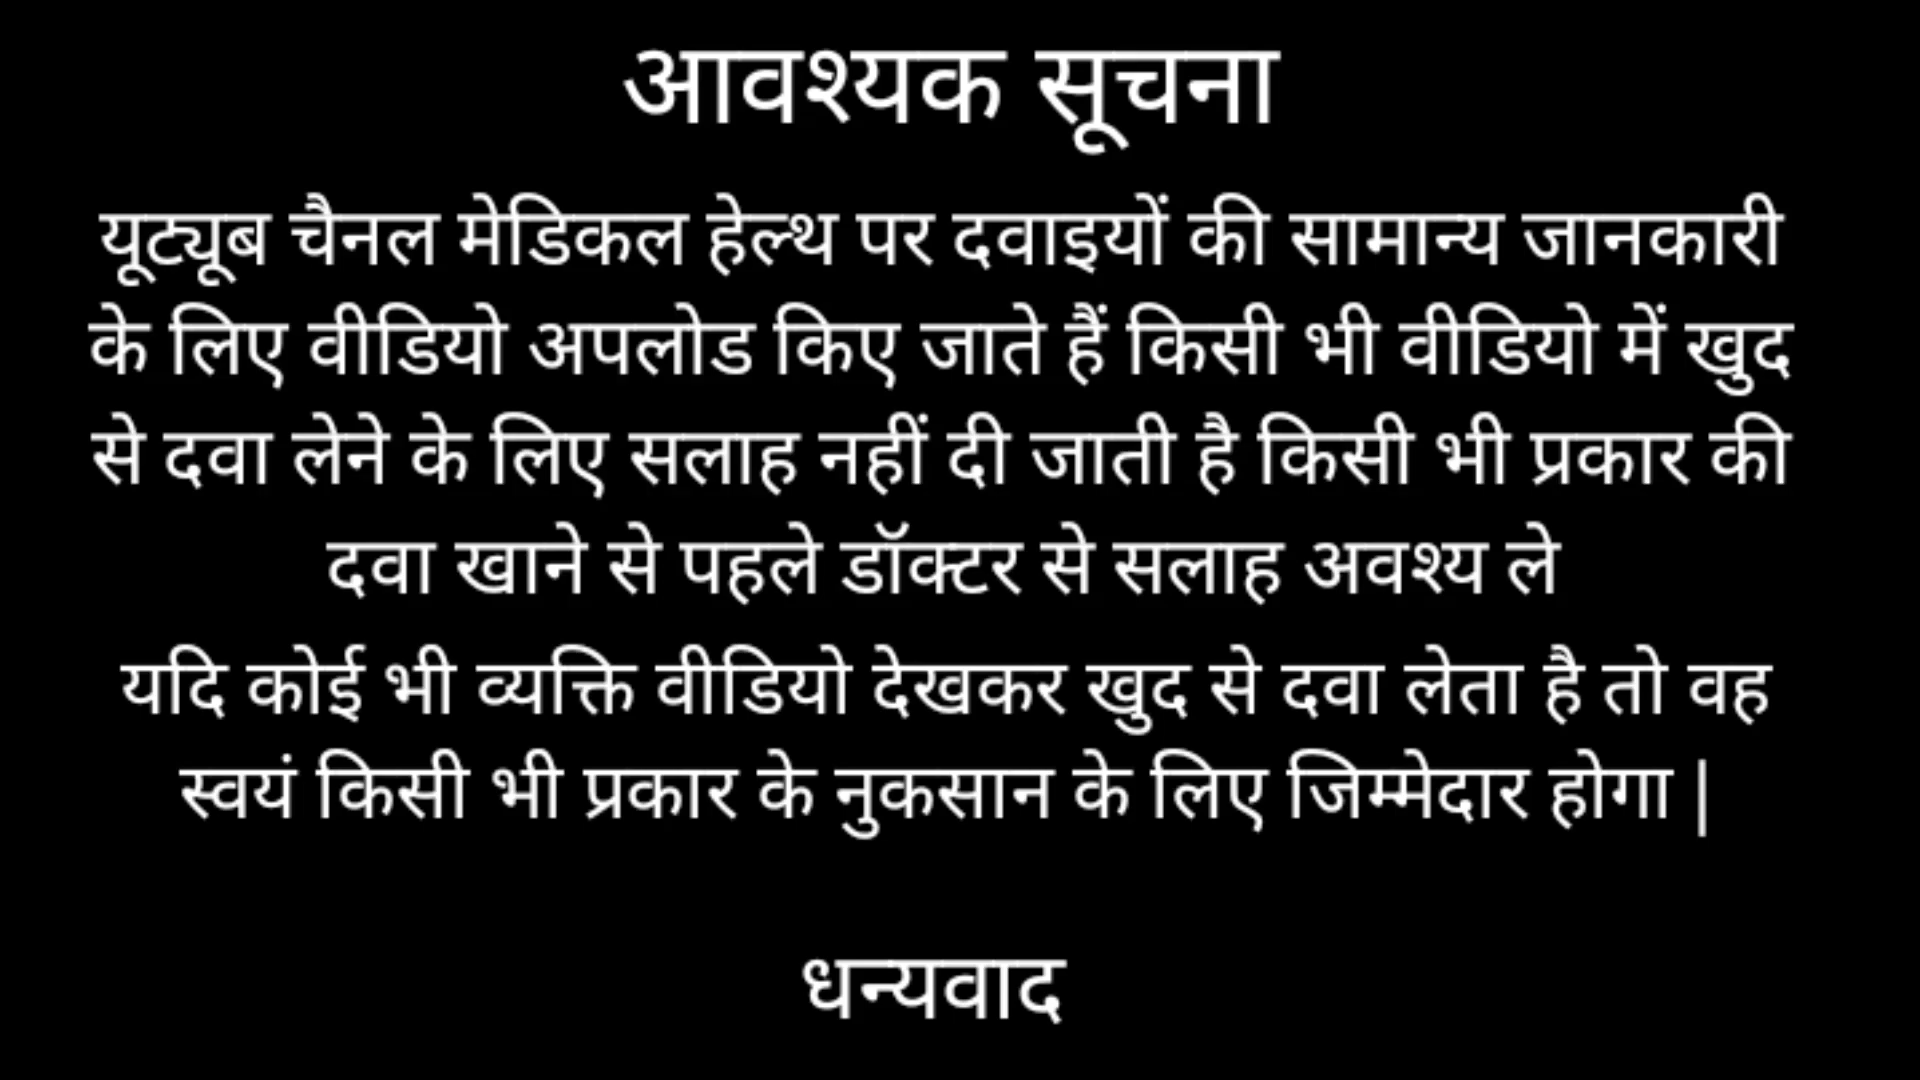 आवश्यक सूचना
यूट्यूब चैनल मेडिकल हेल्थ पर दवाइयों की सामान्य जानकारी
के लिए वीडियो अपलोड किए जाते हैं किसी भी वीडियो में खुद
से दवा लेने के लिए सलाह नहीं दी जाती है किसी भी प्रकार की
दवा खाने से पहले डॉक्टर से सलाह अवश्य ले
यदि कोई भी व्यक्ति वीडियो देखकर खुद से दवा लेता है तो वह
स्वयं किसी भी प्रकार के नुकसान के लिए जिम्मेदार होगा |
धन्यवाद